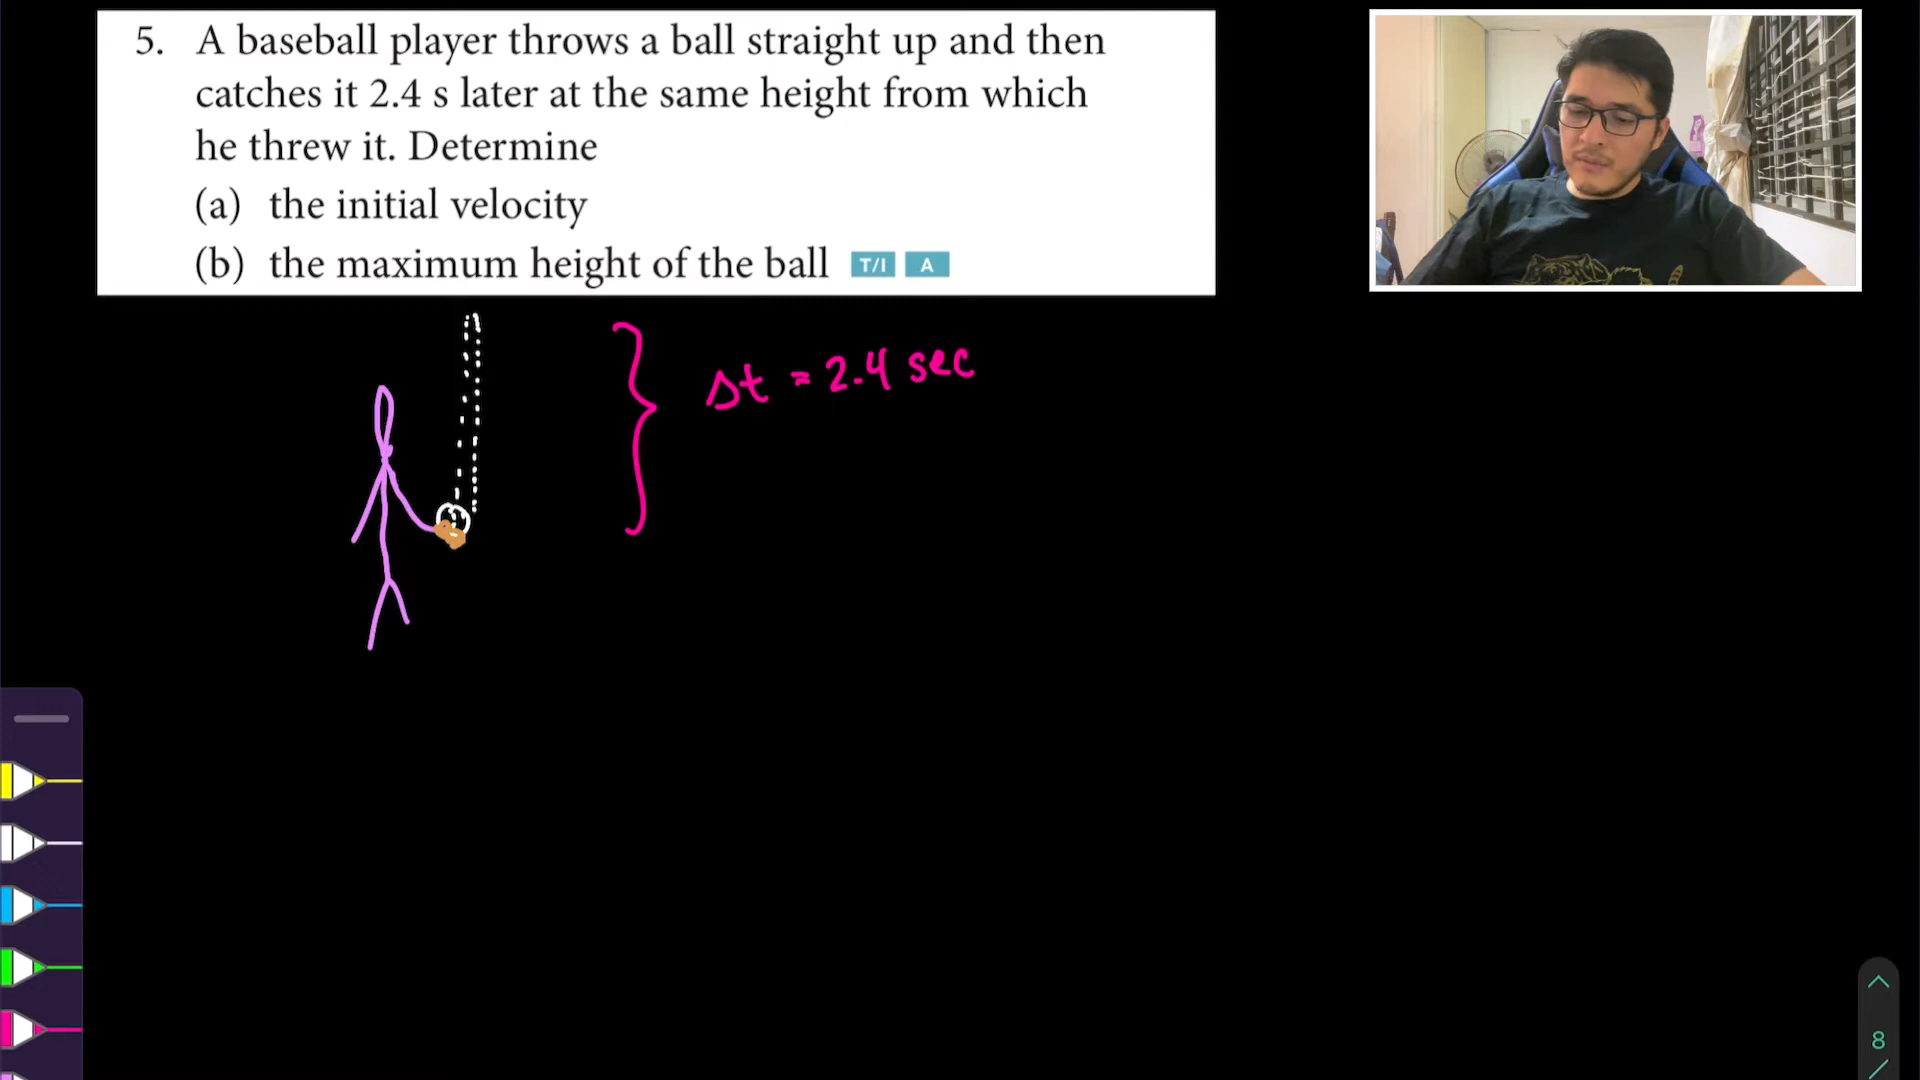 5. A baseball player throws a ball straight up and then
catches it 2.4 s later at the same height from which
he threw it. Determine
(a) the initial velocity
(b) the maximum height of the ball T/I A
Δt = 2.4 sec
8